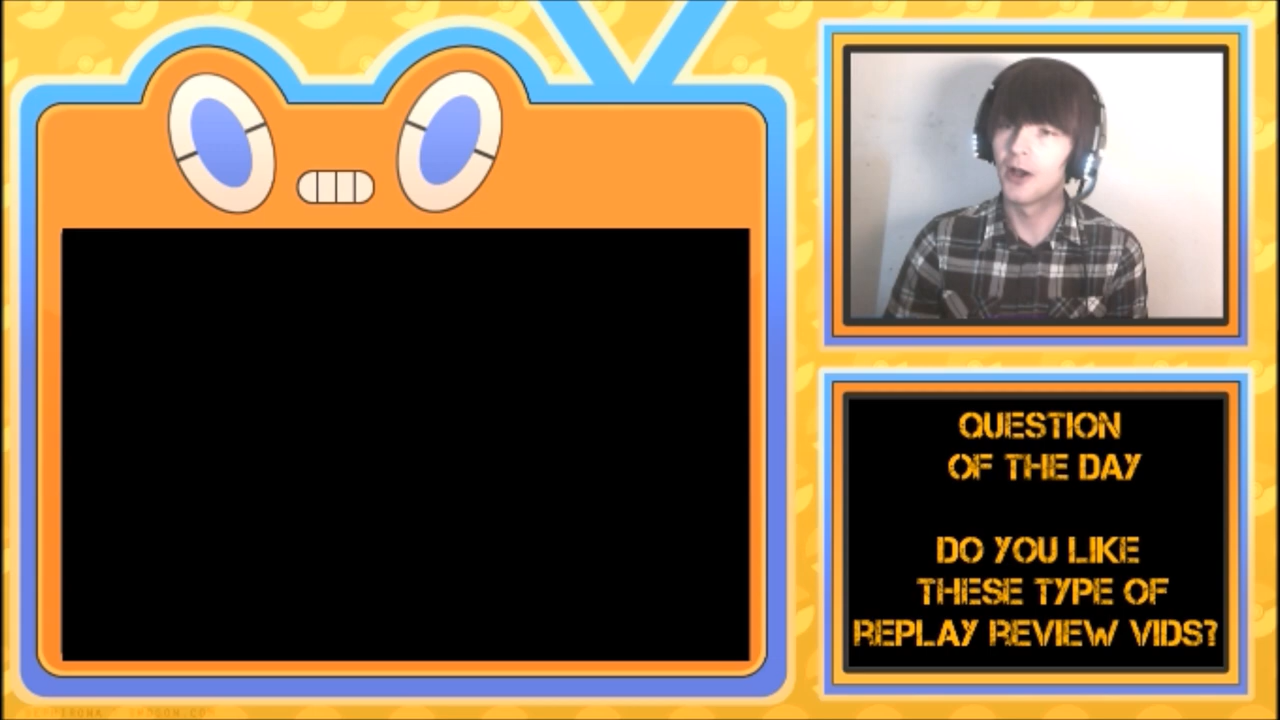 QUESTION
OF THE DAY
DO YOU LIKE
THESE TYPE OF
REPLAY REVIEW VIDS?